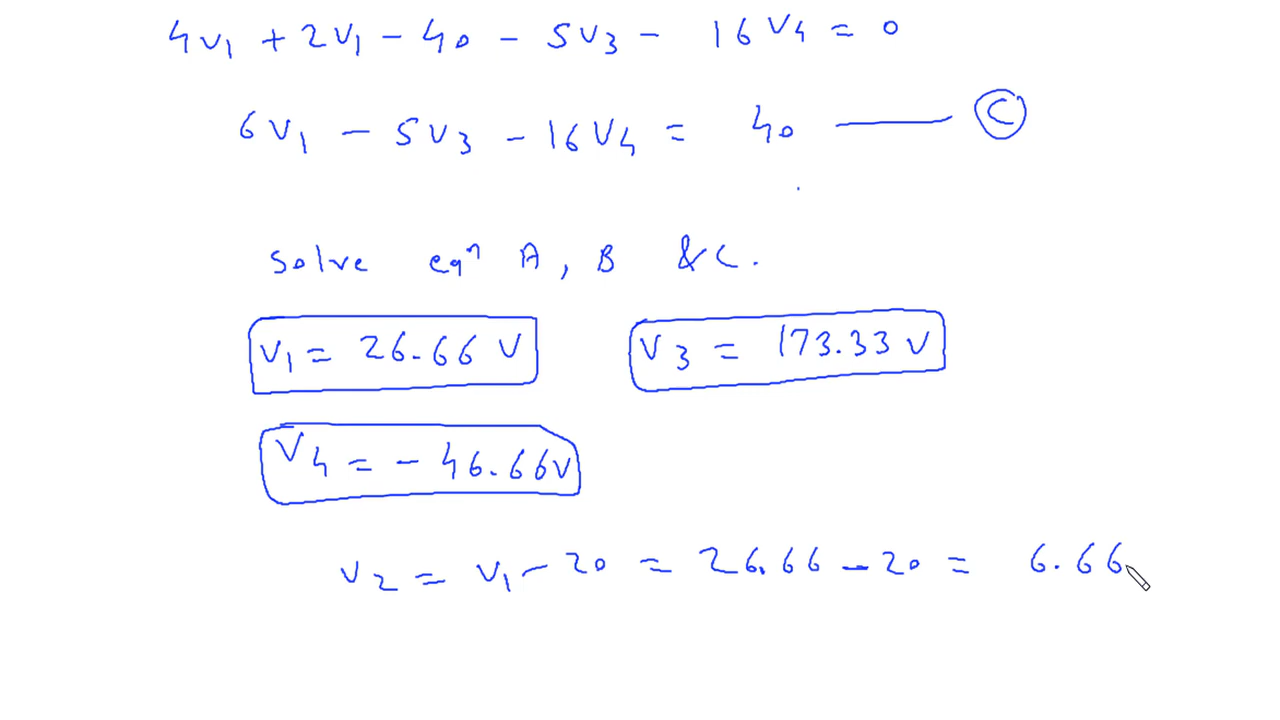 4v1 + 2v1 - 40 - 5v3 - 16v4 = 0
6v1 - 5v3 - 16v4 = 40 —— C
Solve eqn A, B & C.
v1 = 26.66 V v3 = 173.33 V
v4 = - 46.66V
v2 = v1 - 20 = 26.66 - 20 = 6.66